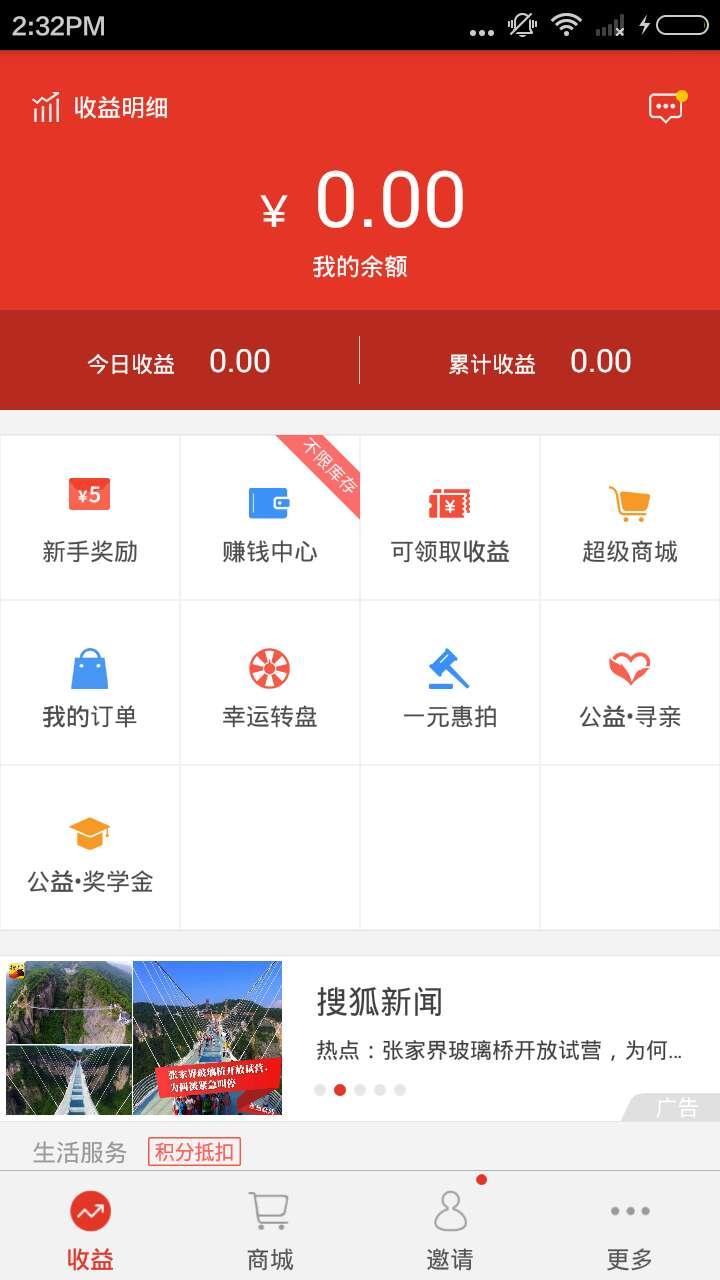 2:32PM
收益明细
¥ 0.00
我的余额
今日收益 0.00 累计收益 0.00
不限库存
¥5 ¥
新手奖励 赚钱中心 可领取收益 超级商城
我的订单 幸运转盘 一元惠拍 公益·寻亲
公益·奖学金
搜狐新闻
热点：张家界玻璃桥开放试营，为何...
张家界玻璃桥开放试营，
为何被紧急叫停
广告
生活服务 积分抵扣
收益 商城 邀请 更多